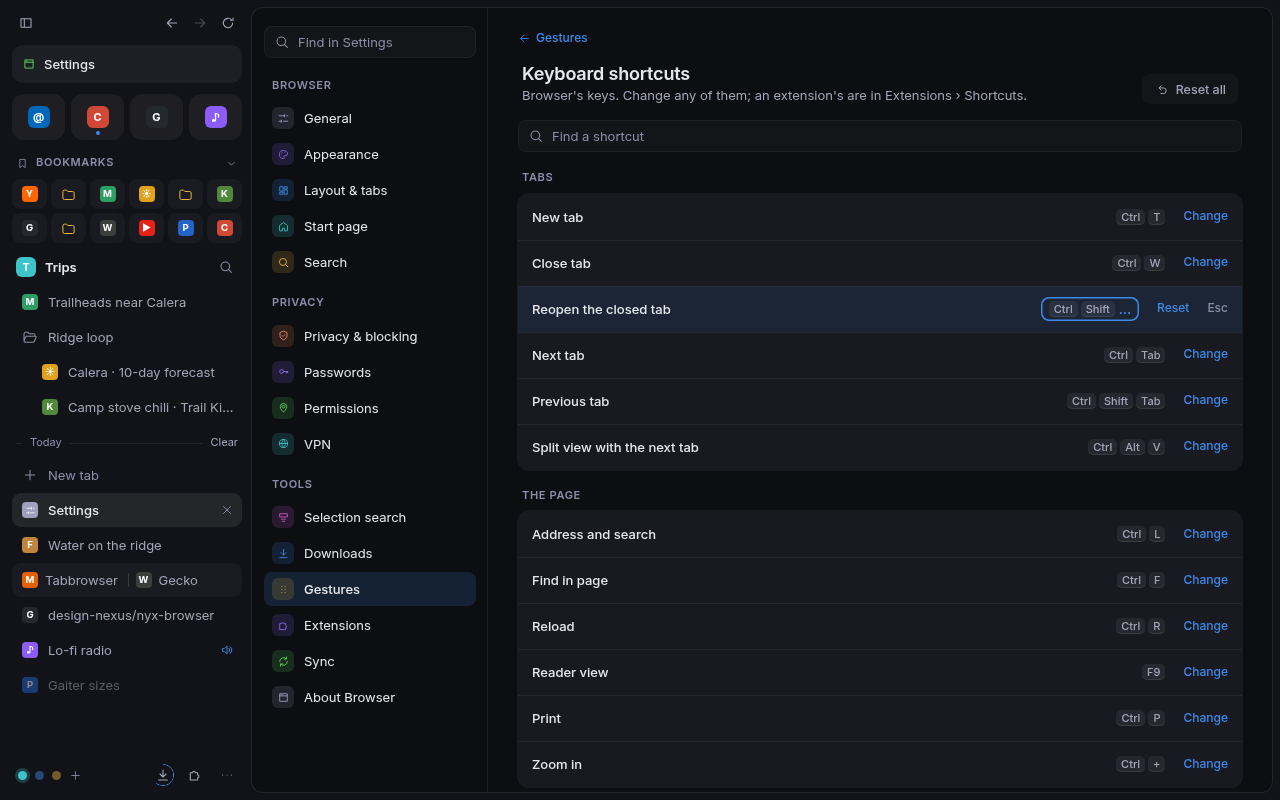 Settings
@
C
G
BOOKMARKS
Y
M
K
G
W
P
C
T Trips
M Trailheads near Calera
Ridge loop
Calera · 10-day forecast
K Camp stove chili · Trail Ki...
Today
Clear
New tab
Settings
F Water on the ridge
M Tabbrowser
W Gecko
G design-nexus/nyx-browser
Lo-fi radio
P Gaiter sizes
Find in Settings
BROWSER
General
Appearance
Layout & tabs
Start page
Search
PRIVACY
Privacy & blocking
Passwords
Permissions
VPN
TOOLS
Selection search
Downloads
Gestures
Extensions
Sync
About Browser
← Gestures
Keyboard shortcuts
Browser's keys. Change any of them; an extension's are in Extensions › Shortcuts.
Reset all
Find a shortcut
TABS
New tab Ctrl T Change
Close tab Ctrl W Change
Reopen the closed tab Ctrl Shift ... Reset Esc
Next tab Ctrl Tab Change
Previous tab Ctrl Shift Tab Change
Split view with the next tab Ctrl Alt V Change
THE PAGE
Address and search Ctrl L Change
Find in page Ctrl F Change
Reload Ctrl R Change
Reader view F9 Change
Print Ctrl P Change
Zoom in Ctrl + Change